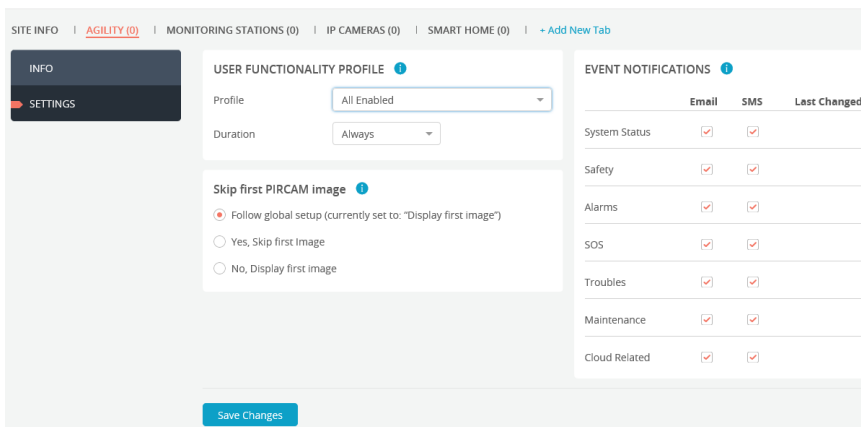 SITE INFO | AGILITY (0) | MONITORING STATIONS (0) | IP CAMERAS (0) | SMART HOME (0) | + Add New Tab
INFO
SETTINGS
USER FUNCTIONALITY PROFILE i
Profile All Enabled
Duration Always
Skip first PIRCAM image i
Follow global setup (currently set to: “Display first image”)
Yes, Skip first Image
No, Display first image
EVENT NOTIFICATIONS i
Email SMS Last Changed
System Status
Safety
Alarms
SOS
Troubles
Maintenance
Cloud Related
Save Changes